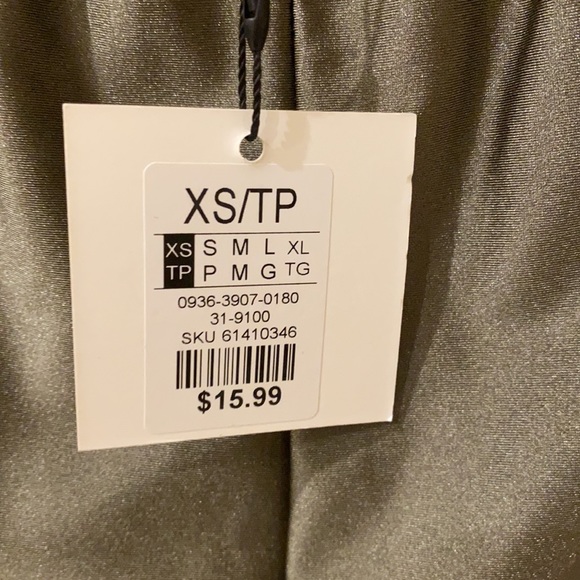 XS/TP
XS S M L XL
TP P M G TG
0936-3907-0180
31-9100
SKU 61410346
$15.99